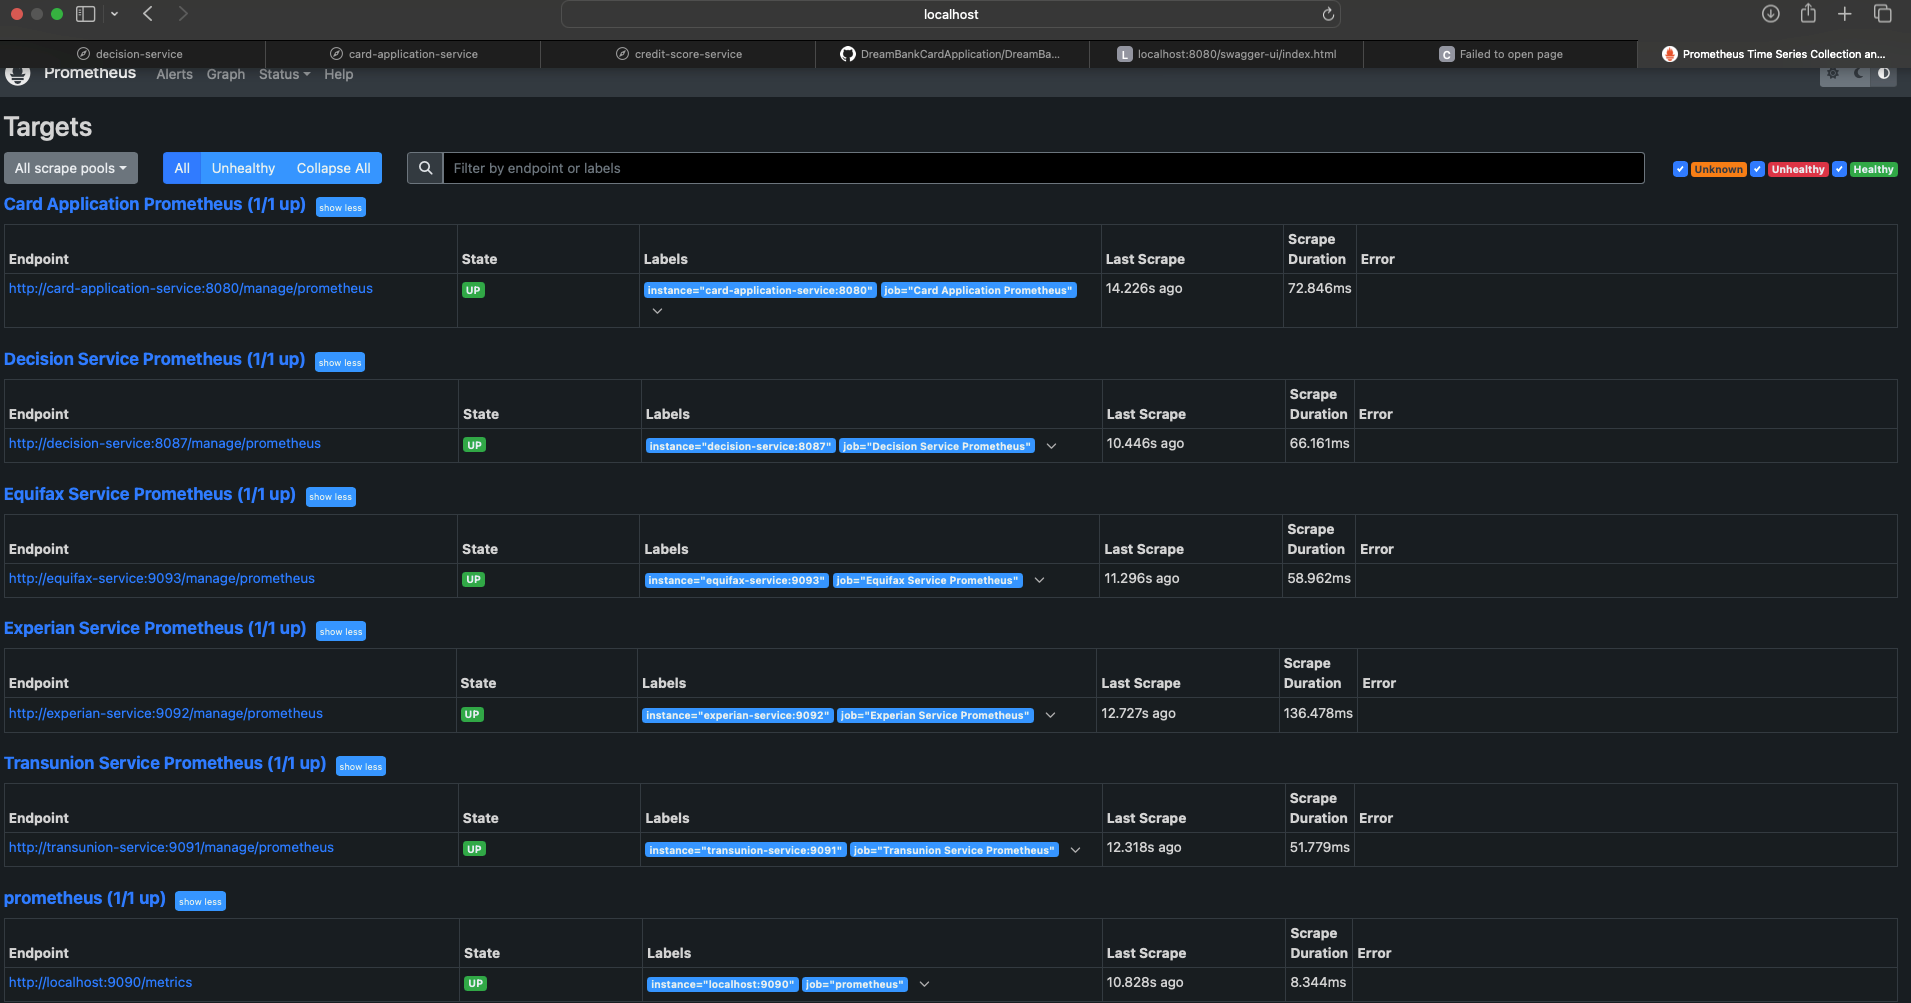 localhost
decision-service
card-application-service
credit-score-service
DreamBankCardApplication/DreamBa...
L localhost:8080/swagger-ui/index.html
C Failed to open page
Prometheus Time Series Collection an...
Prometheus Alerts Graph Status Help
Targets
All scrape pools All Unhealthy Collapse All Filter by endpoint or labels Unknown Unhealthy Healthy
Card Application Prometheus (1/1 up) show less
Endpoint State Labels Last Scrape Scrape Duration Error
http://card-application-service:8080/manage/prometheus UP instance="card-application-service:8080" job="Card Application Prometheus" 14.226s ago 72.846ms
Decision Service Prometheus (1/1 up) show less
Endpoint State Labels Last Scrape Scrape Duration Error
http://decision-service:8087/manage/prometheus UP instance="decision-service:8087" job="Decision Service Prometheus" 10.446s ago 66.161ms
Equifax Service Prometheus (1/1 up) show less
Endpoint State Labels Last Scrape Scrape Duration Error
http://equifax-service:9093/manage/prometheus UP instance="equifax-service:9093" job="Equifax Service Prometheus" 11.296s ago 58.962ms
Experian Service Prometheus (1/1 up) show less
Endpoint State Labels Last Scrape Scrape Duration Error
http://experian-service:9092/manage/prometheus UP instance="experian-service:9092" job="Experian Service Prometheus" 12.727s ago 136.478ms
Transunion Service Prometheus (1/1 up) show less
Endpoint State Labels Last Scrape Scrape Duration Error
http://transunion-service:9091/manage/prometheus UP instance="transunion-service:9091" job="Transunion Service Prometheus" 12.318s ago 51.779ms
prometheus (1/1 up) show less
Endpoint State Labels Last Scrape Scrape Duration Error
http://localhost:9090/metrics UP instance="localhost:9090" job="prometheus" 10.828s ago 8.344ms